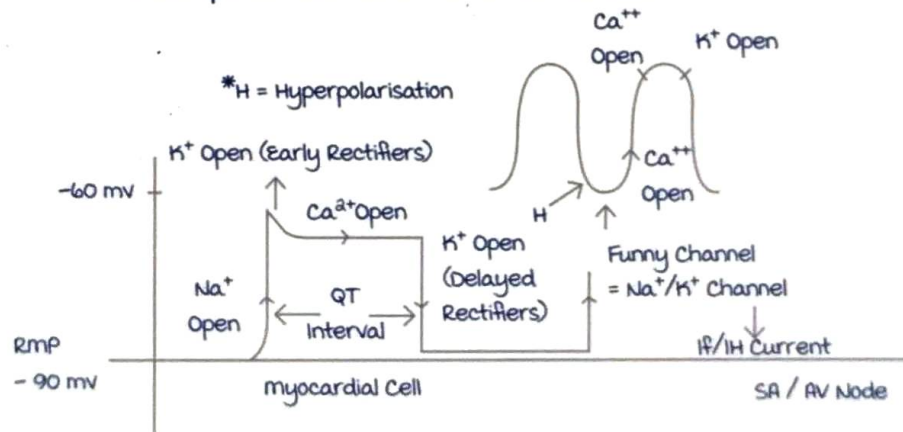 Ca⁺⁺
Open
K⁺ Open
*H = Hyperpolarisation
K⁺ Open (Early Rectifiers)
-60 mv
Ca²⁺Open
Ca⁺⁺
Open
H
K⁺ Open
(Delayed
Rectifiers)
Funny Channel
= Na⁺/K⁺ Channel
Na⁺
Open
QT
Interval
RMP
- 90 mv
If/IH Current
myocardial Cell
SA / AV Node